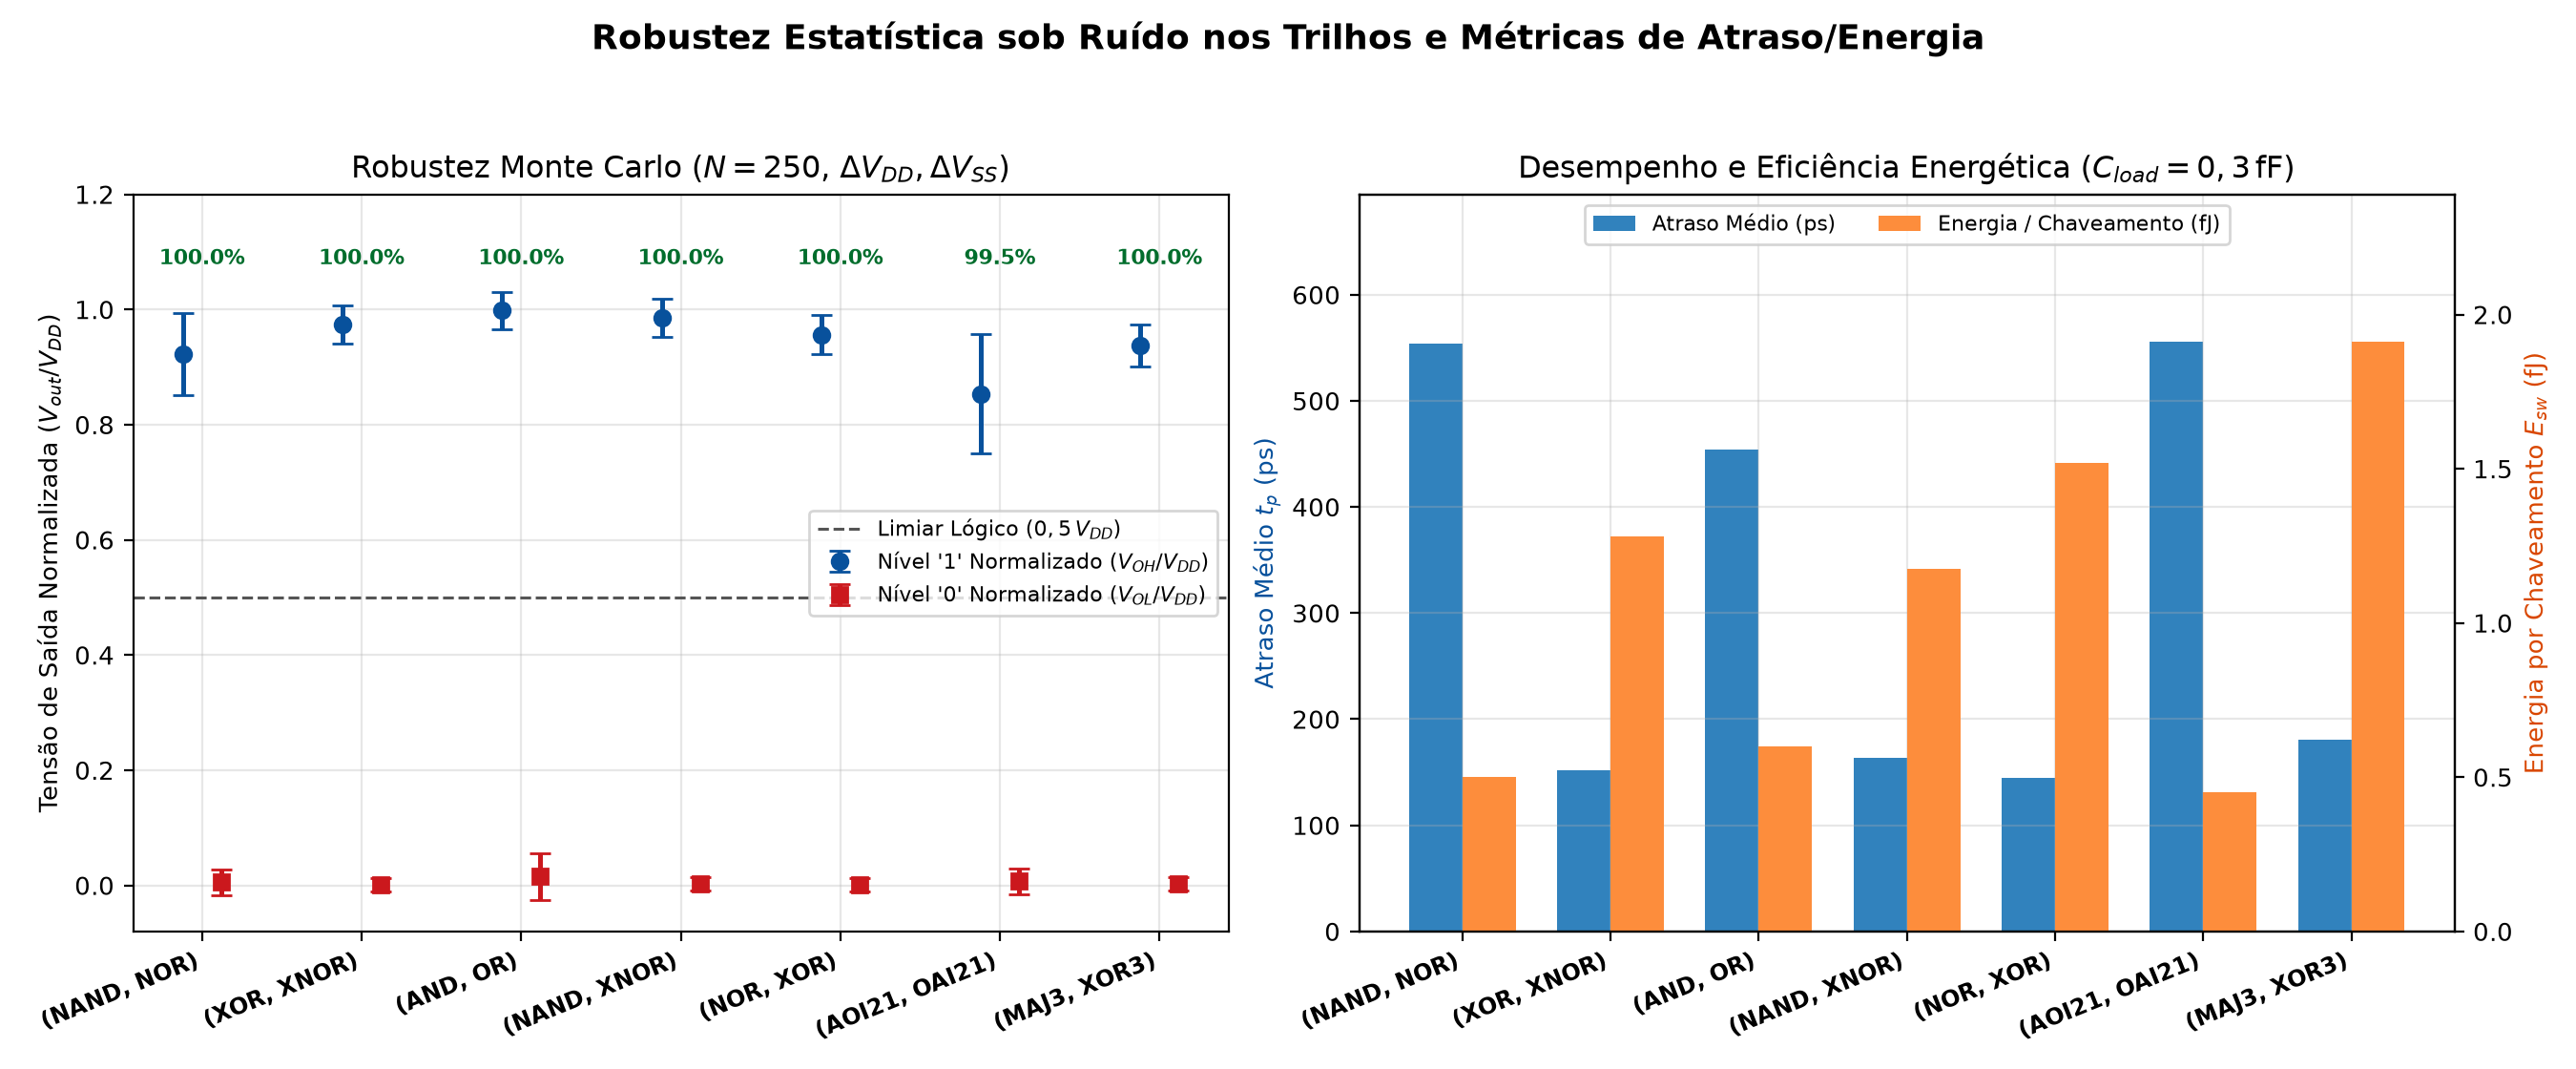 Robustez Estatística sob Ruído nos Trilhos e Métricas de Atraso/Energia
Robustez Monte Carlo (N = 250, ΔV_DD, ΔV_SS)
Tensão de Saída Normalizada (V_out/V_DD)
1.2
1.0
0.8
0.6
0.4
0.2
0.0
100.0% 100.0% 100.0% 100.0% 100.0% 99.5% 100.0%
Limiar Lógico (0,5 V_DD)
Nível '1' Normalizado (V_OH/V_DD)
Nível '0' Normalizado (V_OL/V_DD)
(NAND, NOR)
(XOR, XNOR)
(AND, OR)
(NAND, XNOR)
(NOR, XOR)
(AOI21, OAI21)
(MAJ3, XOR3)
Desempenho e Eficiência Energética (C_load = 0, 3 fF)
Atraso Médio (ps)
Energia / Chaveamento (fJ)
Atraso Médio t_p (ps)
600
500
400
300
200
100
0
2.0
1.5
1.0
0.5
0.0
Energia por Chaveamento E_sw (fJ)
(NAND, NOR)
(XOR, XNOR)
(AND, OR)
(NAND, XNOR)
(NOR, XOR)
(AOI21, OAI21)
(MAJ3, XOR3)